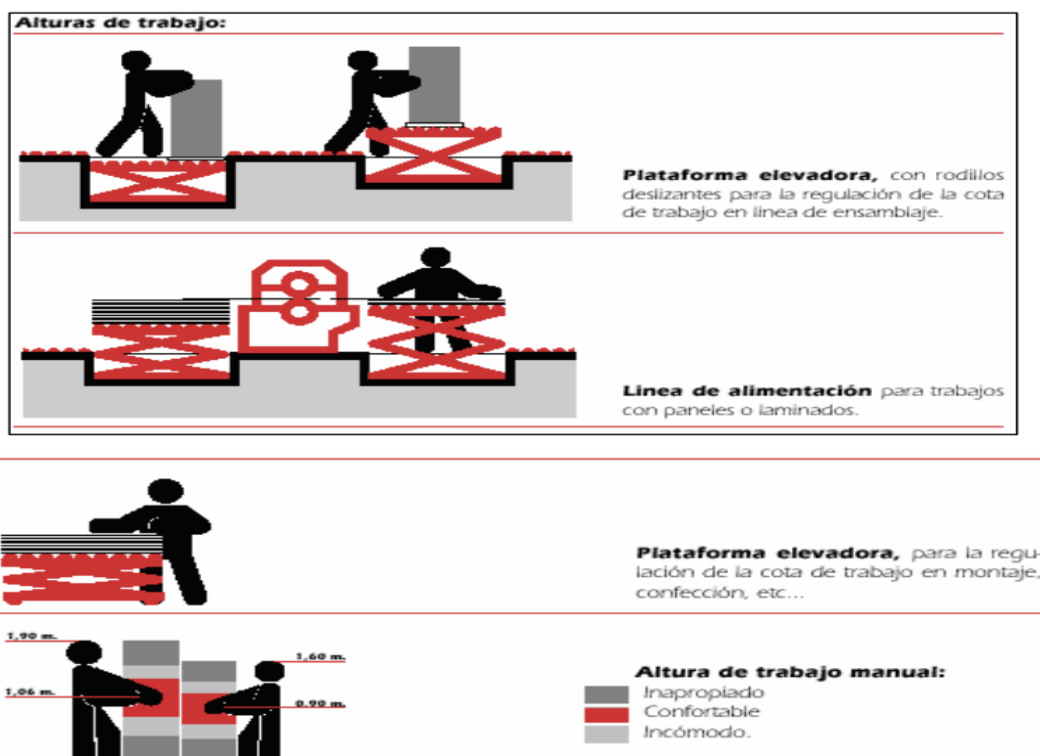 Alturas de trabajo:
Plataforma elevadora, con rodillos
deslizantes para la regulación de la cota
de trabajo en linea de ensamblaje.
Linea de alimentación para trabajos
con paneles o laminados.
Plataforma elevadora, para la regu-
lación de la cota de trabajo en montaje,
confección, etc...
1,90 m.
1,60 m.
1,06 m.
0.90 m.
Altura de trabajo manual:
Inapropiado
Confortable
Incómodo.